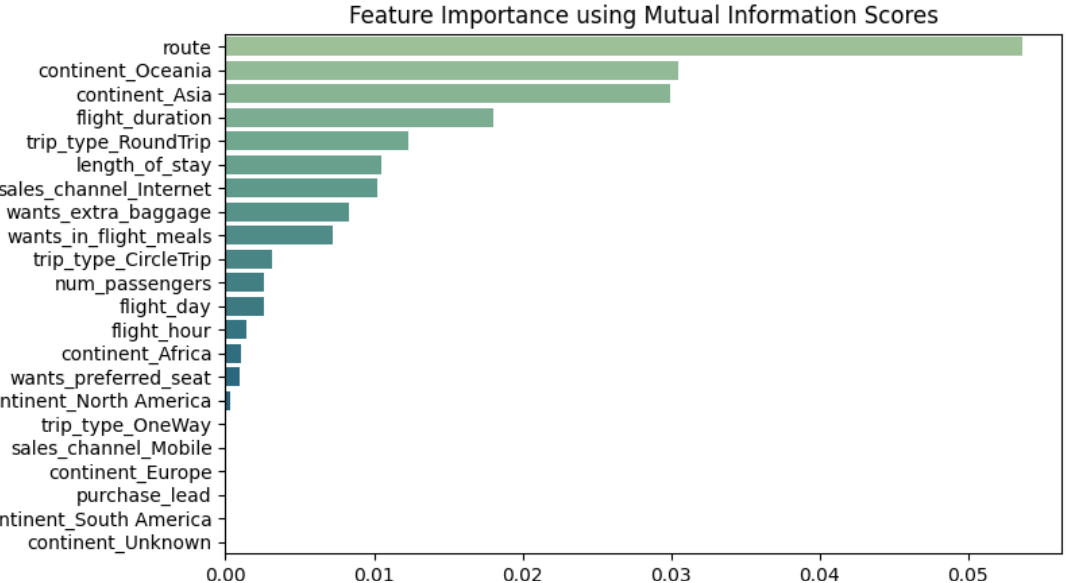 Feature Importance using Mutual Information Scores
route
continent_Oceania
continent_Asia
flight_duration
trip_type_RoundTrip
length_of_stay
sales_channel_Internet
wants_extra_baggage
wants_in_flight_meals
trip_type_CircleTrip
num_passengers
flight_day
flight_hour
continent_Africa
wants_preferred_seat
ntinent_North America
trip_type_OneWay
sales_channel_Mobile
continent_Europe
purchase_lead
ntinent_South America
continent_Unknown
0.00 0.01 0.02 0.03 0.04 0.05